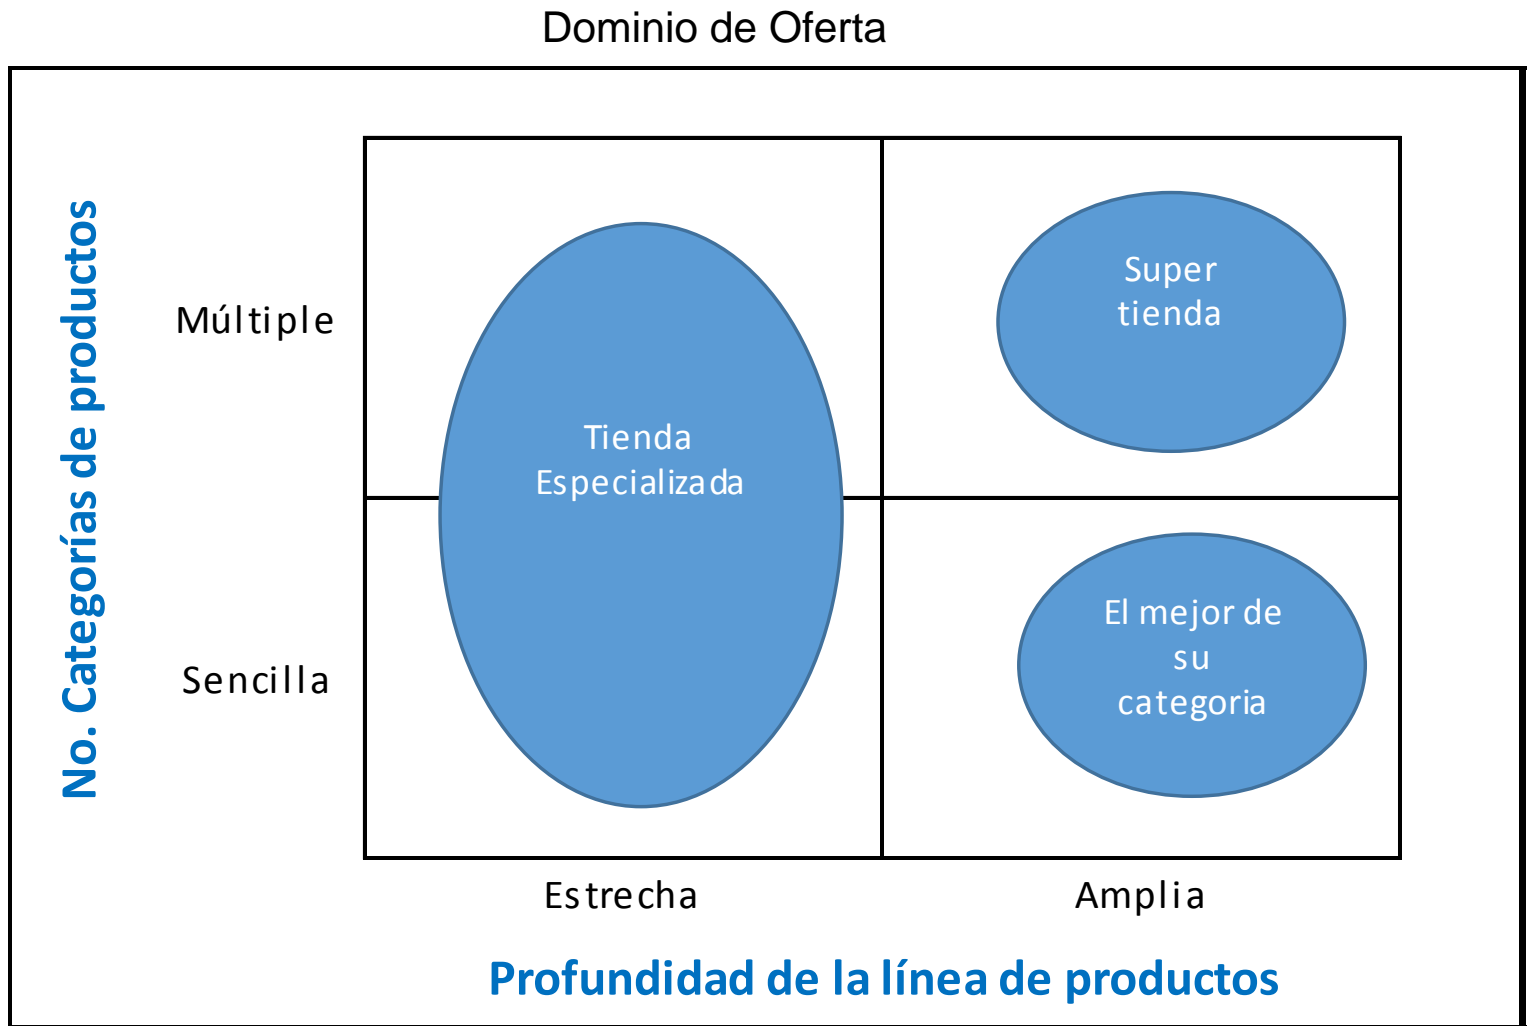 Dominio de Oferta
No. Categorías de productos
Múltiple
Sencilla
Tienda
Especializada
Super
tienda
El mejor de
su
categoria
Estrecha
Amplia
Profundidad de la línea de productos